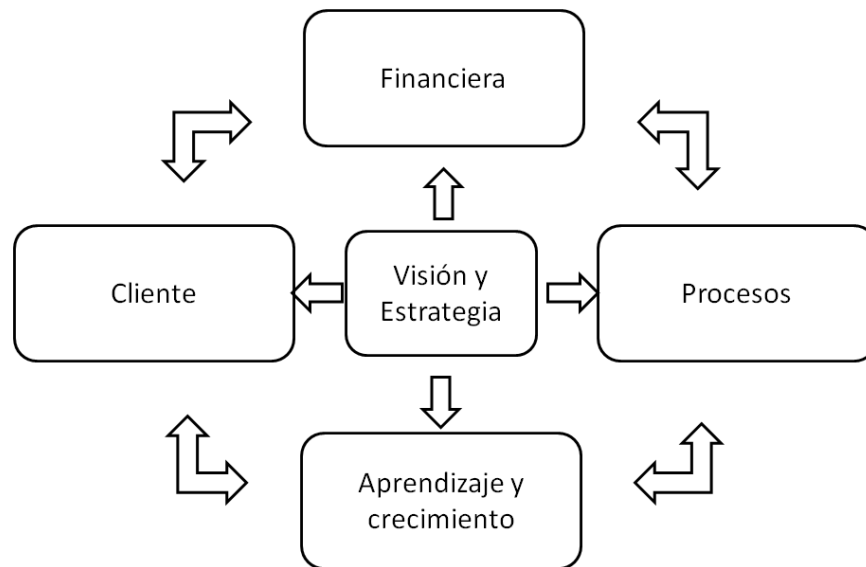 Financiera
Cliente
Visión y
Estrategia
Procesos
Aprendizaje y
crecimiento